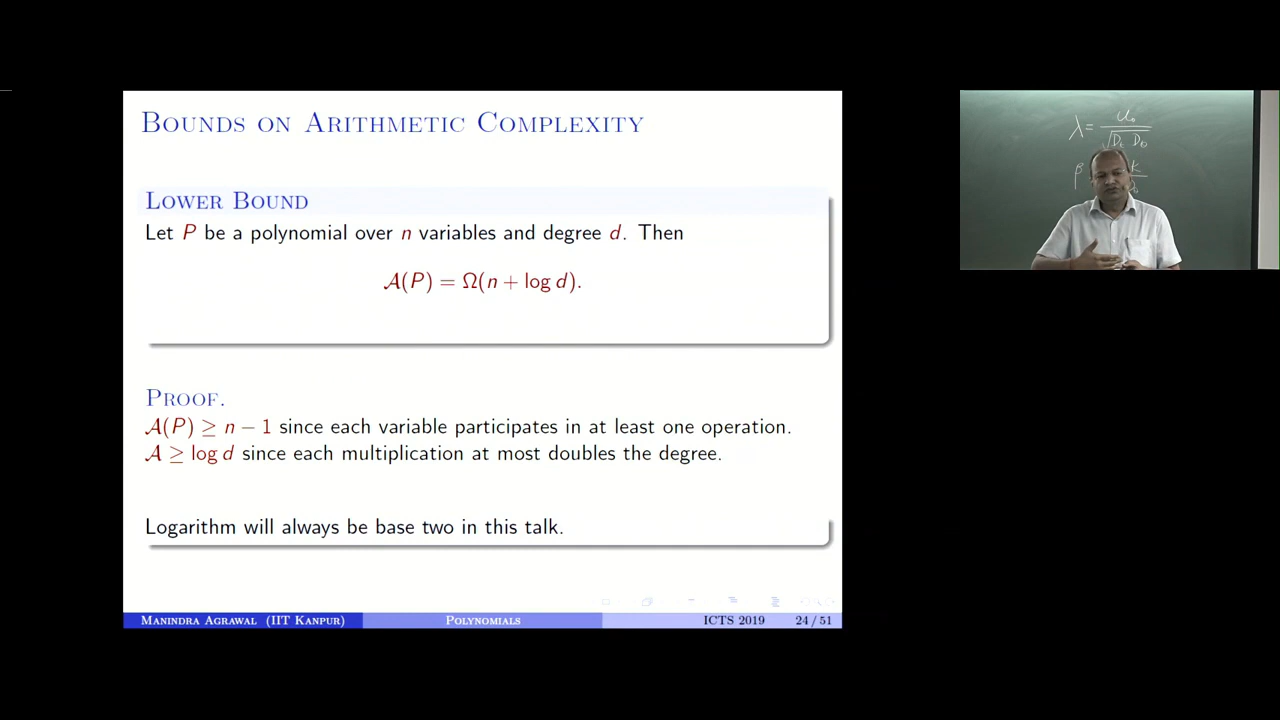 BOUNDS ON ARITHMETIC COMPLEXITY
LOWER BOUND
Let P be a polynomial over n variables and degree d. Then
A(P) = Ω(n + log d).
PROOF.
A(P) ≥ n − 1 since each variable participates in at least one operation.
A ≥ log d since each multiplication at most doubles the degree.
Logarithm will always be base two in this talk.
MANINDRA AGRAWAL (IIT KANPUR) POLYNOMIALS ICTS 2019 24 / 51
λ =
β